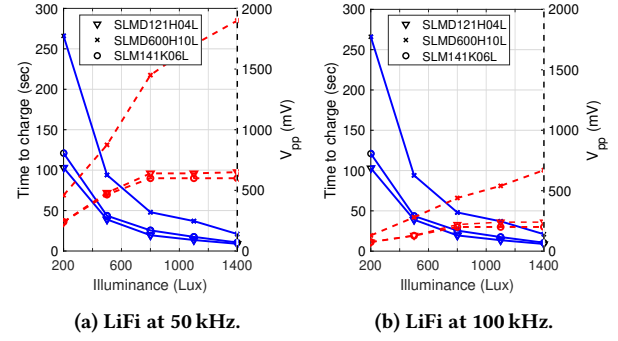 300
250
200
150
100
50
0
Time to charge (sec)
SLMD121H04L
SLMD600H10L
SLM141K06L
2000
1500
1000
500
0
V_pp (mV)
200 600 1000 1400
Illuminance (Lux)
(a) LiFi at 50 kHz.
300
250
200
150
100
50
0
Time to charge (sec)
SLMD121H04L
SLMD600H10L
SLM141K06L
2000
1500
1000
500
0
V_pp (mV)
200 600 1000 1400
Illuminance (Lux)
(b) LiFi at 100 kHz.